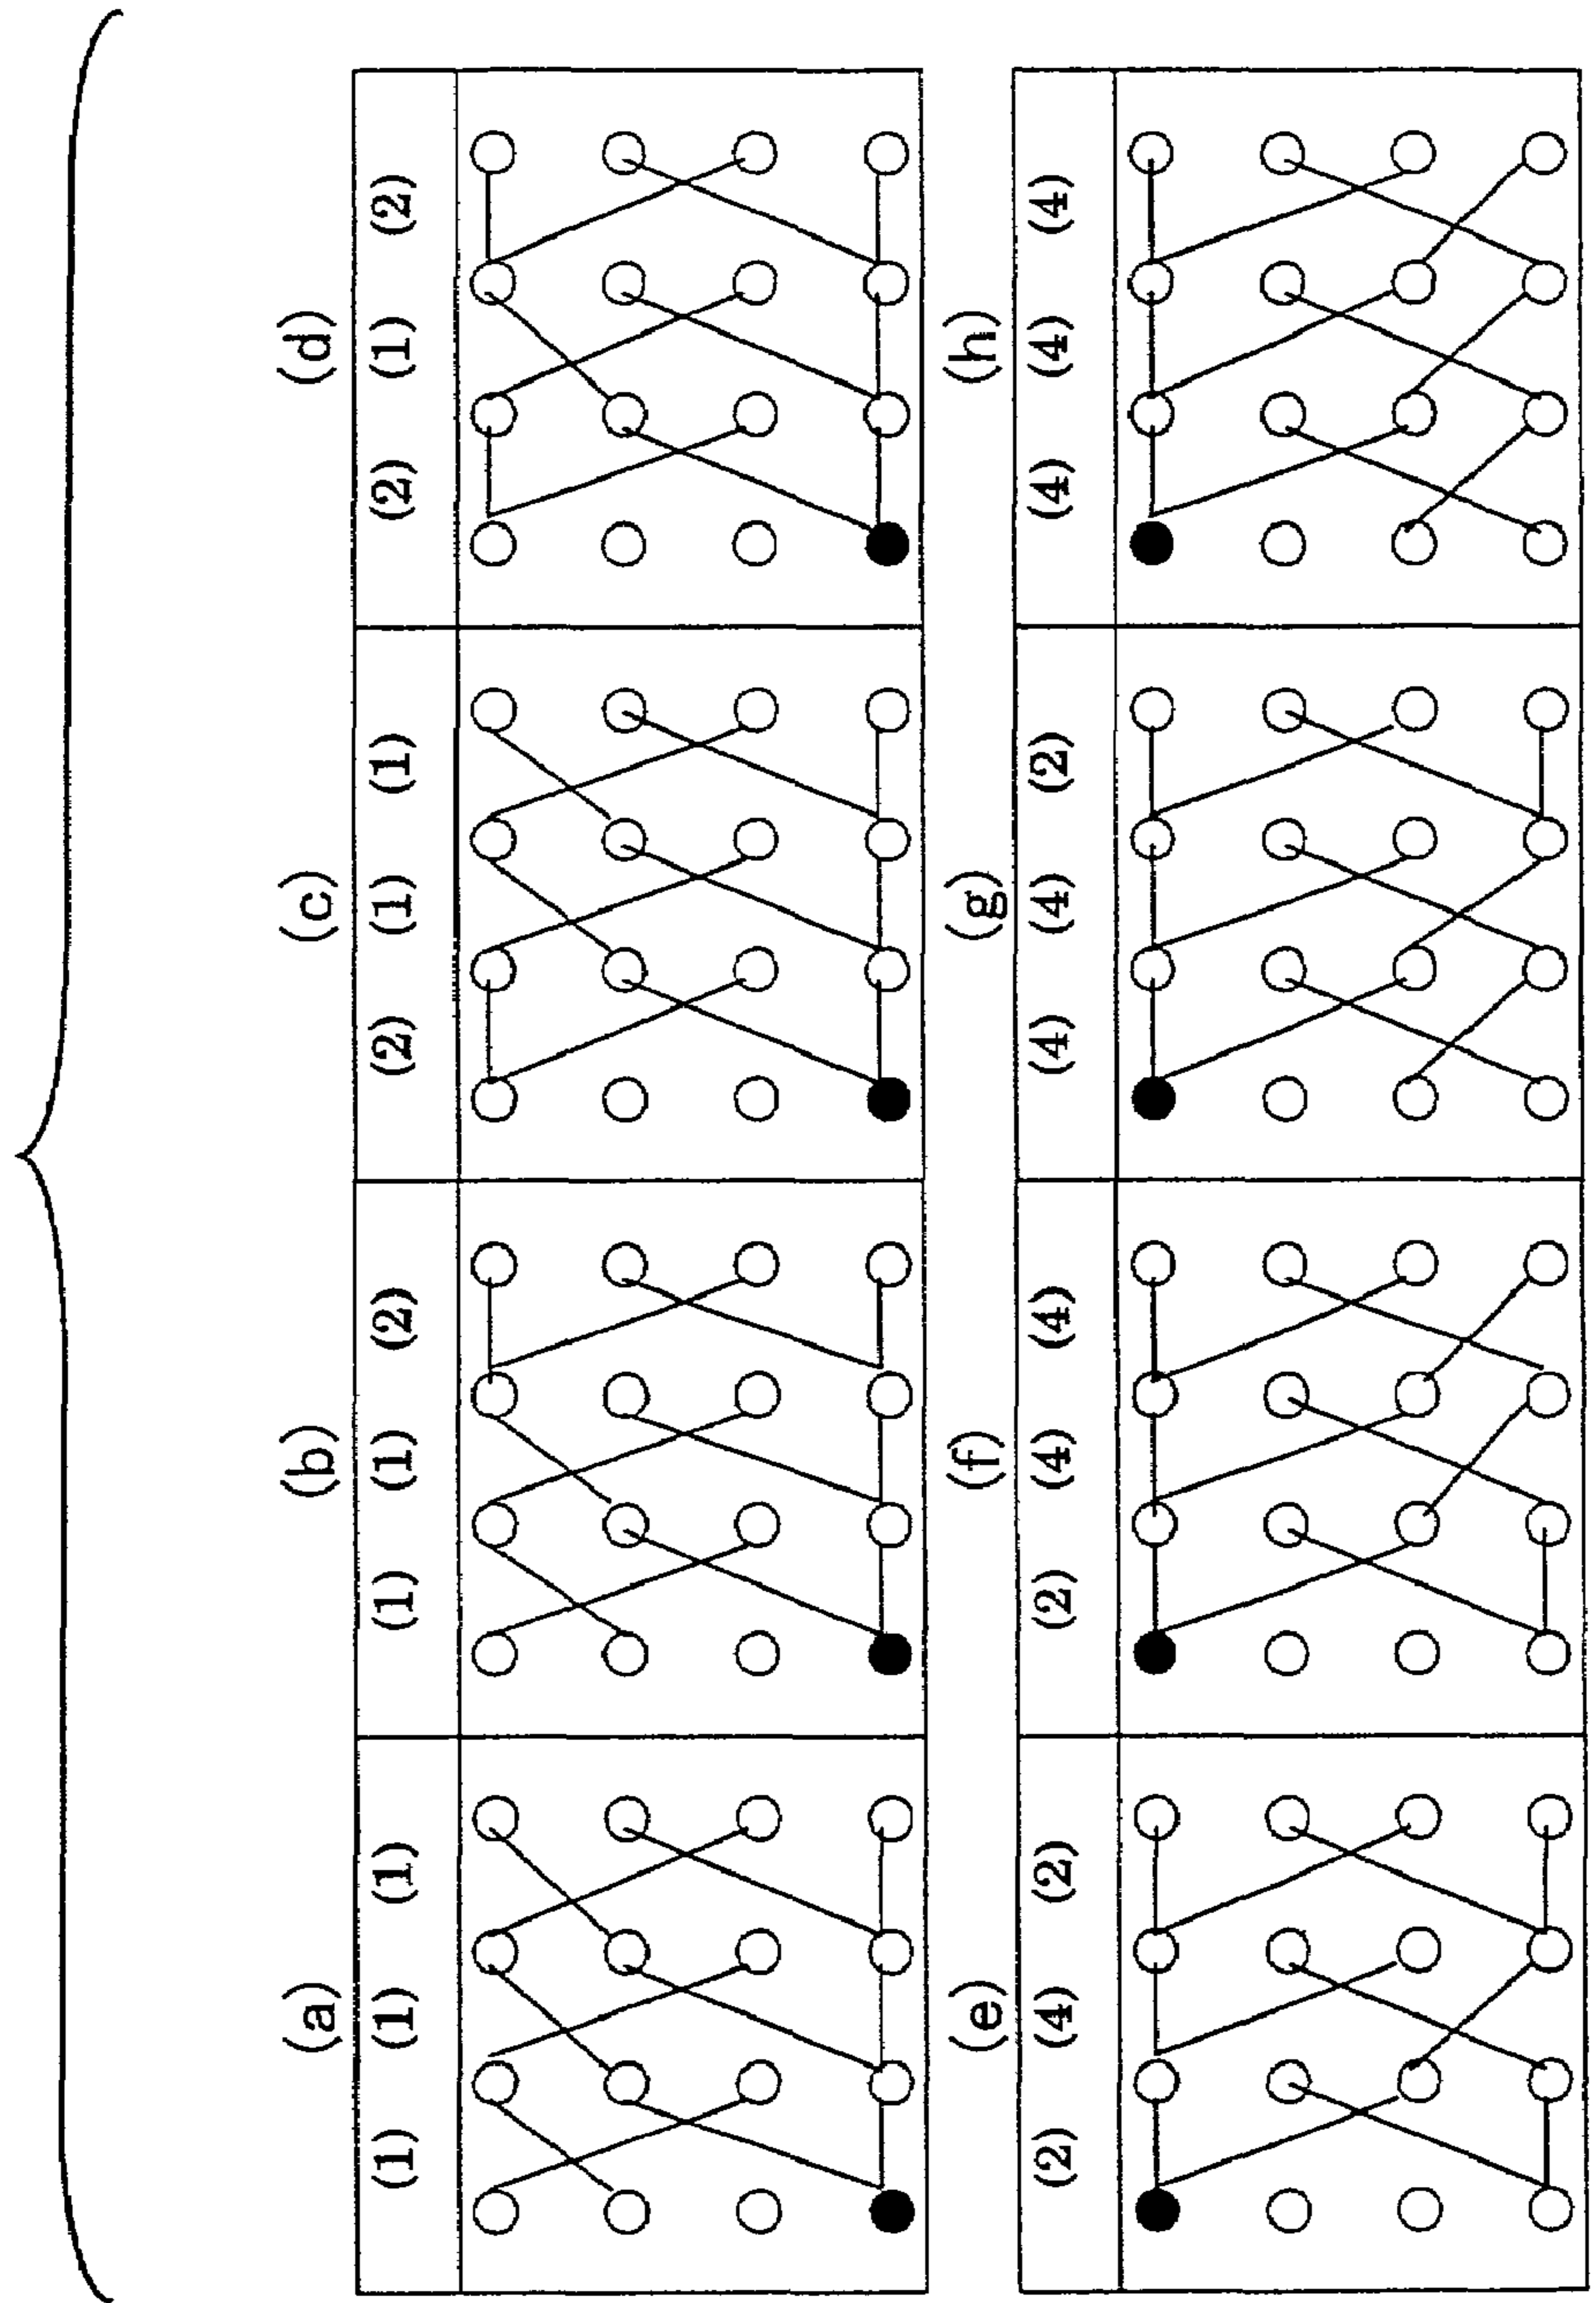 (a) (b) (c) (d)
(1) (1) (1) (1) (1) (2) (2) (1) (1) (2) (1) (2)
(e) (f) (g) (h)
(2) (4) (2) (2) (4) (4) (4) (4) (2) (4) (4) (4)